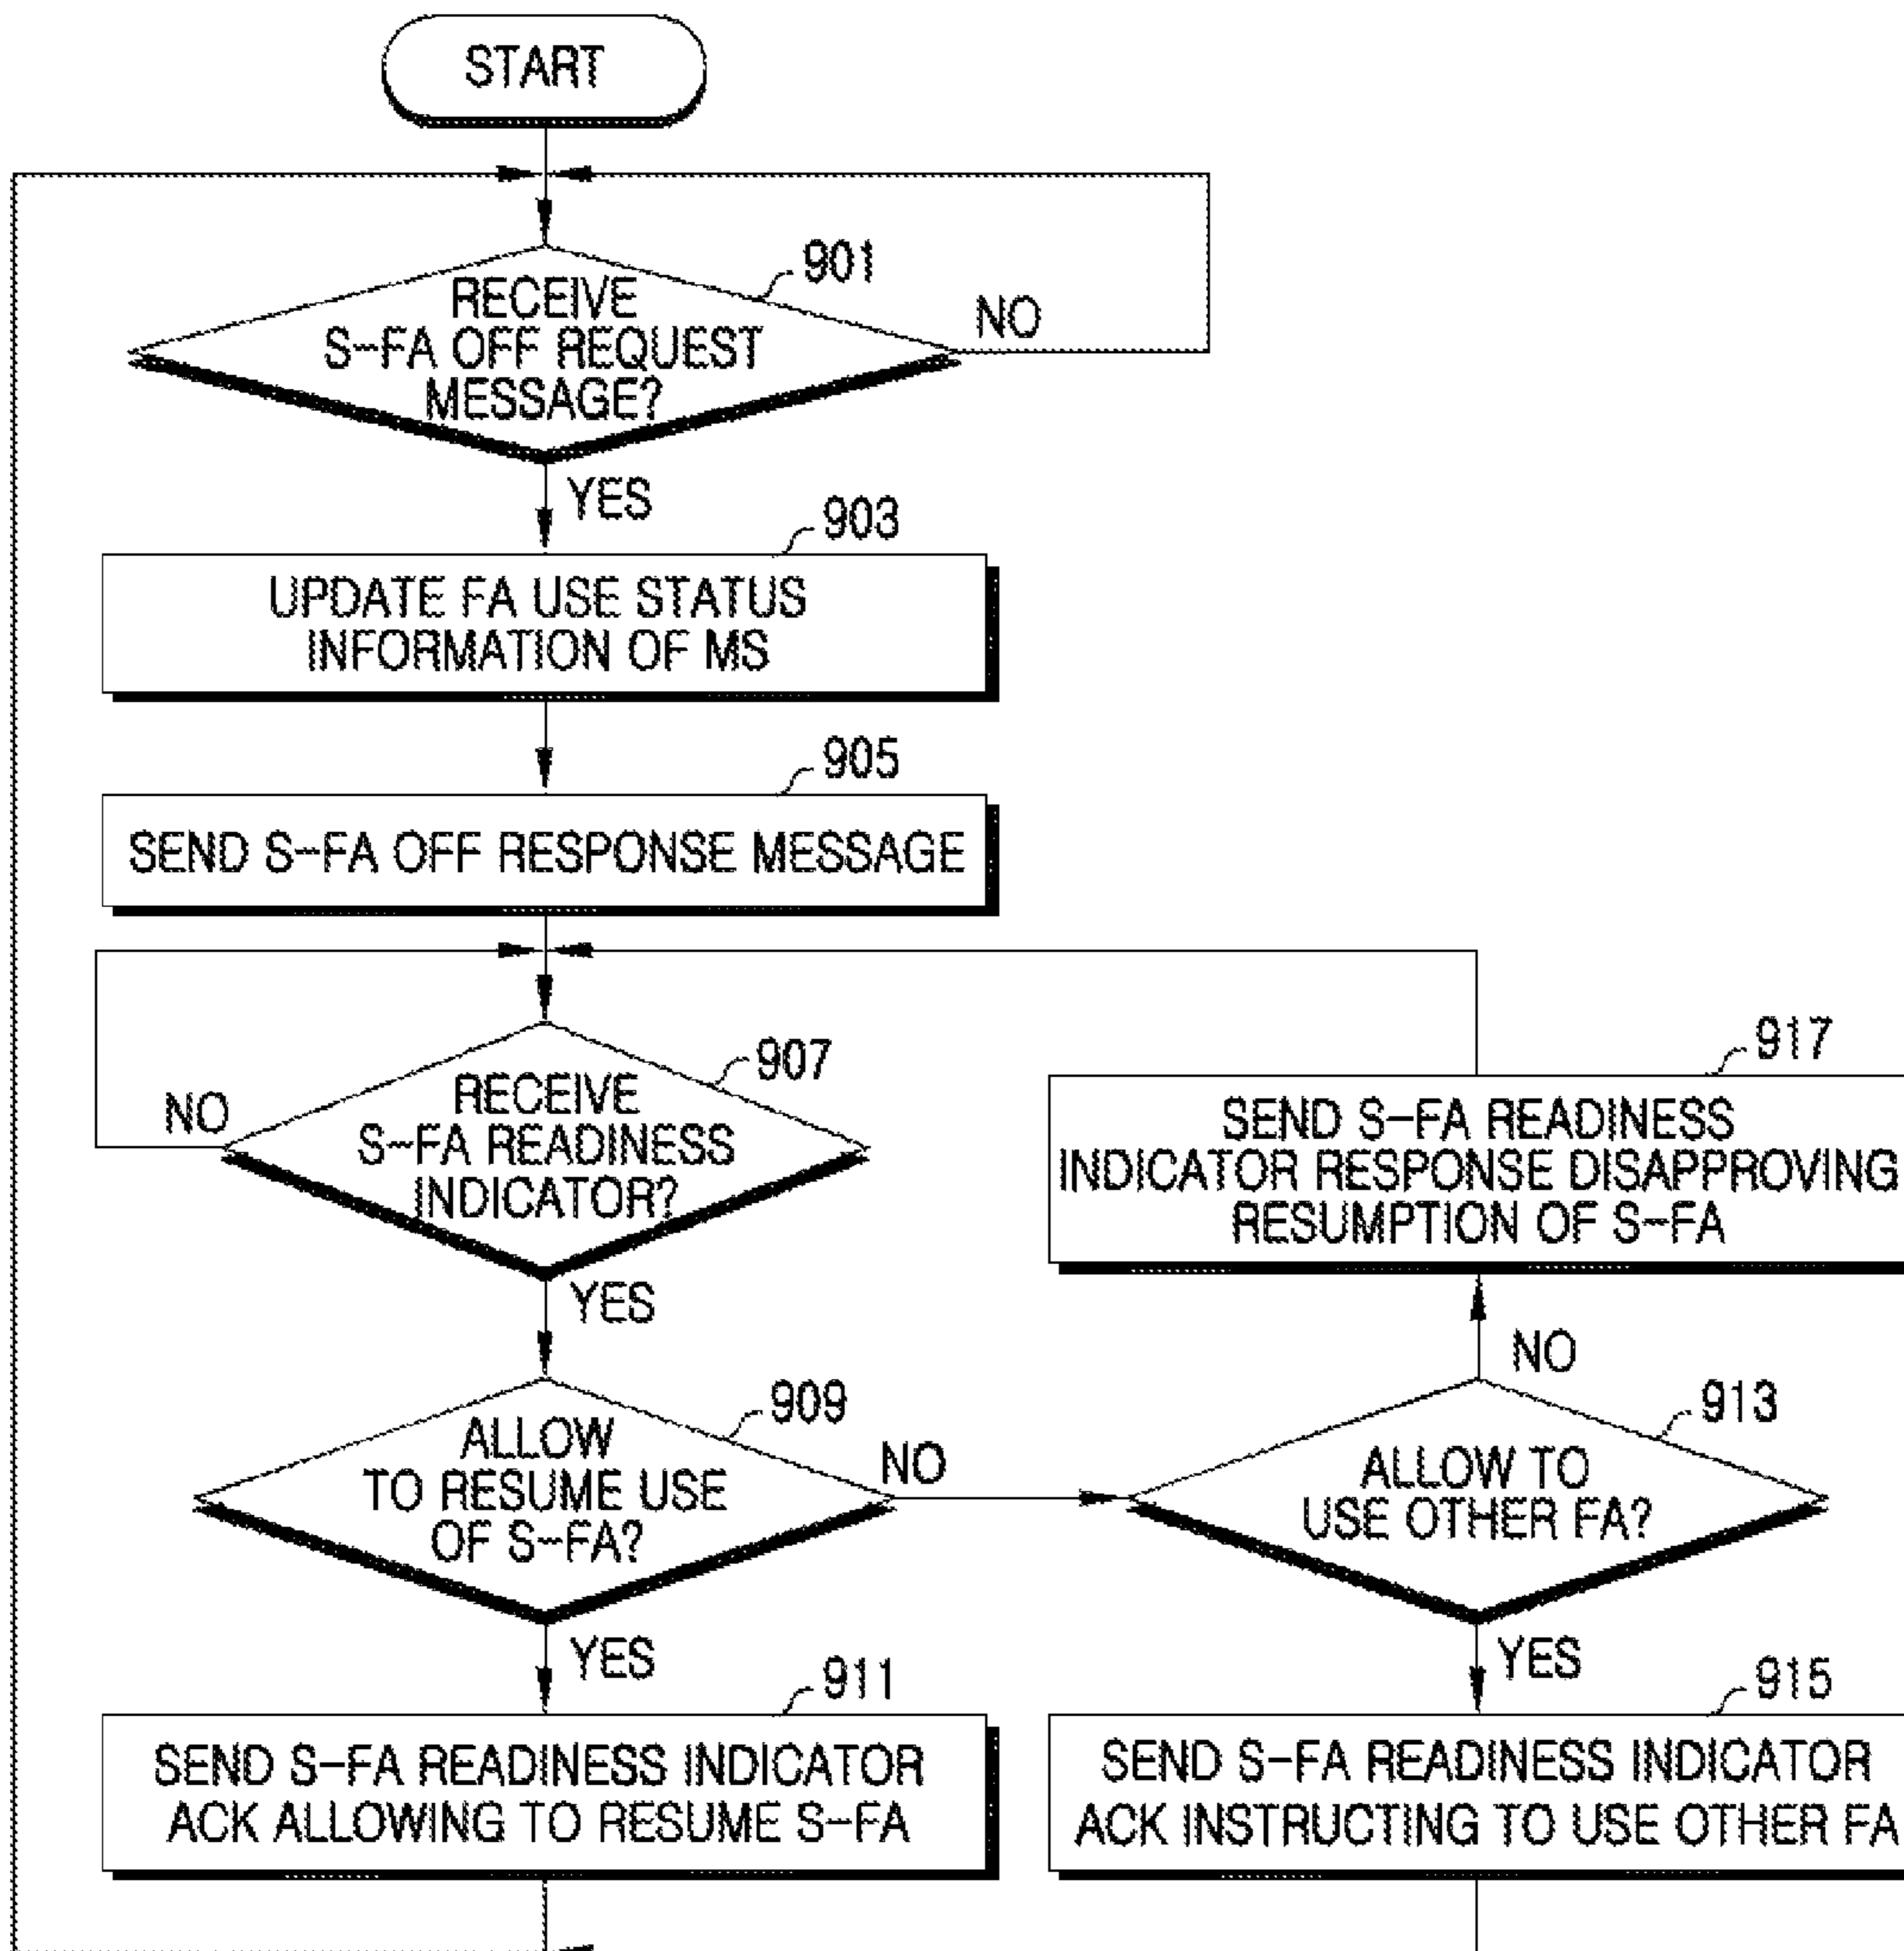 START
901
RECEIVE
S-FA OFF REQUEST
MESSAGE?
NO
YES
903
UPDATE FA USE STATUS
INFORMATION OF MS
905
SEND S-FA OFF RESPONSE MESSAGE
907
RECEIVE
S-FA READINESS
INDICATOR?
NO
YES
917
SEND S-FA READINESS
INDICATOR RESPONSE DISAPPROVING
RESUMPTION OF S-FA
NO
909
ALLOW
TO RESUME USE
OF S-FA?
NO
YES
913
ALLOW TO
USE OTHER FA?
YES
911
SEND S-FA READINESS INDICATOR
ACK ALLOWING TO RESUME S-FA
915
SEND S-FA READINESS INDICATOR
ACK INSTRUCTING TO USE OTHER FA